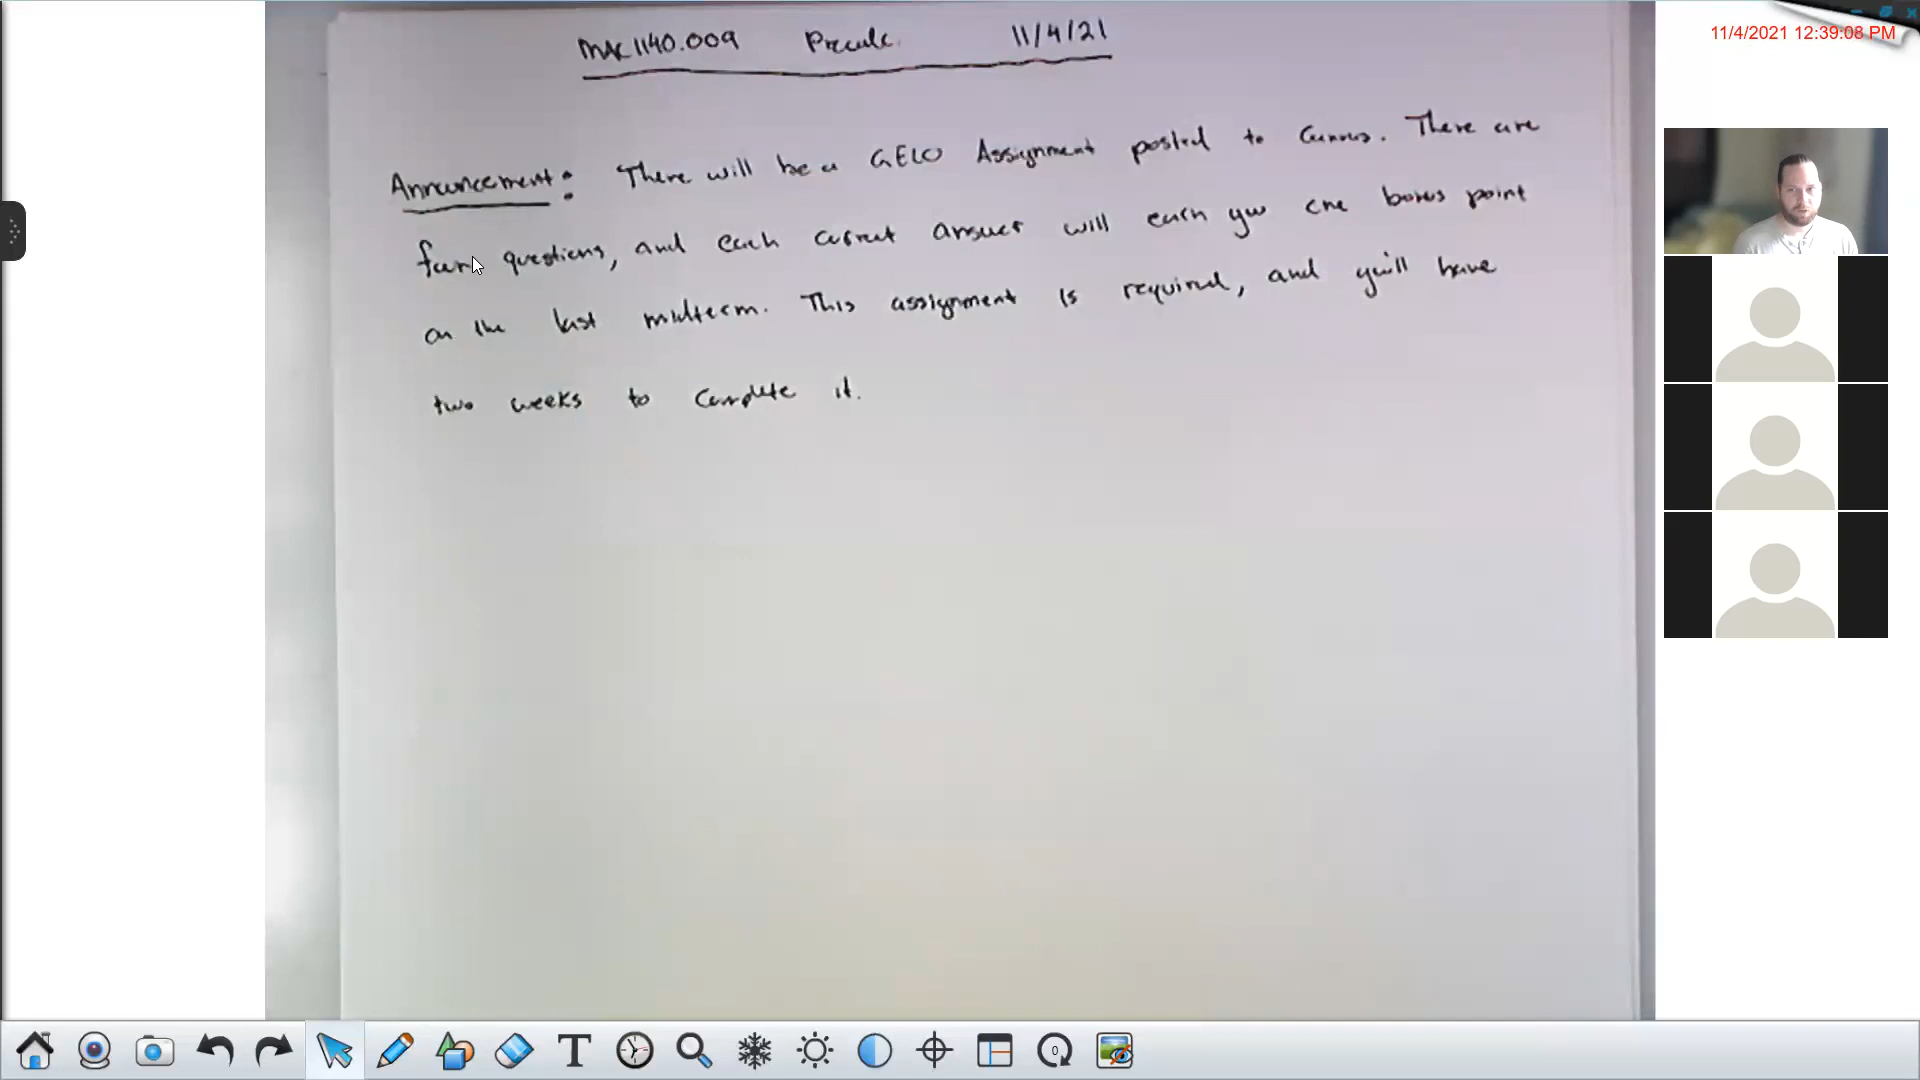 MAC1140.009 Precalc. 11/4/21
11/4/2021 12:39:08 PM
Announcement: There will be a GELO Assignment posted to Canvas. There are
four questions, and each correct answer will earn you one bonus point
on the last midterm. This assignment is required, and you'll have
two weeks to complete it.
T
0